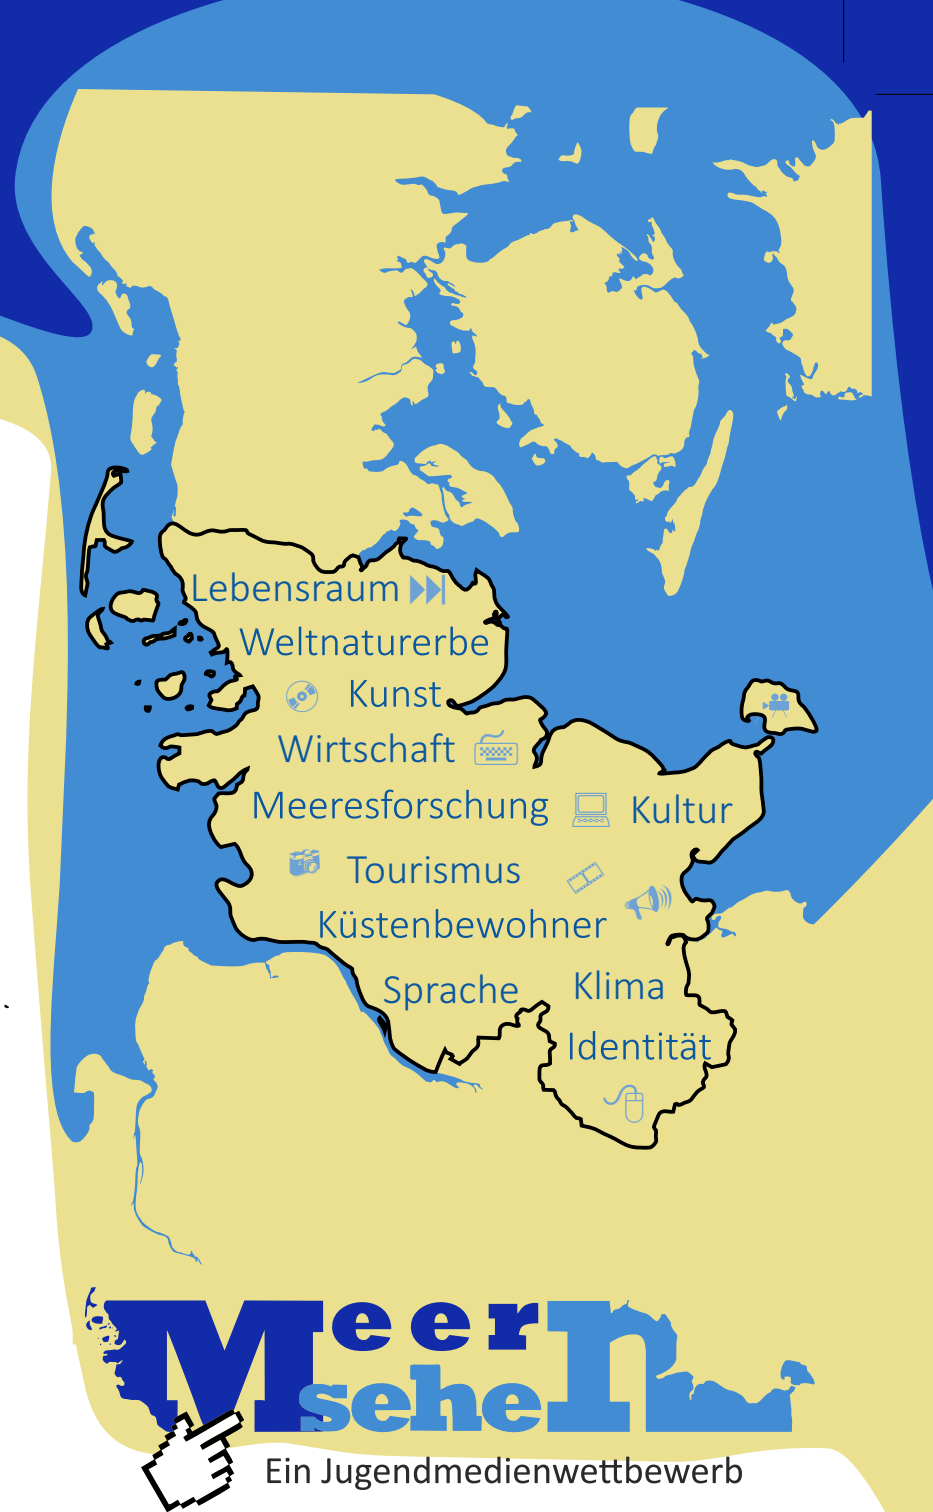 Lebensraum
Weltnaturerbe
Kunst
Wirtschaft
Meeresforschung Kultur
Tourismus
Küstenbewohner
Sprache Klima
Identität
Meer
sehen
Ein Jugendmedienwettbewerb